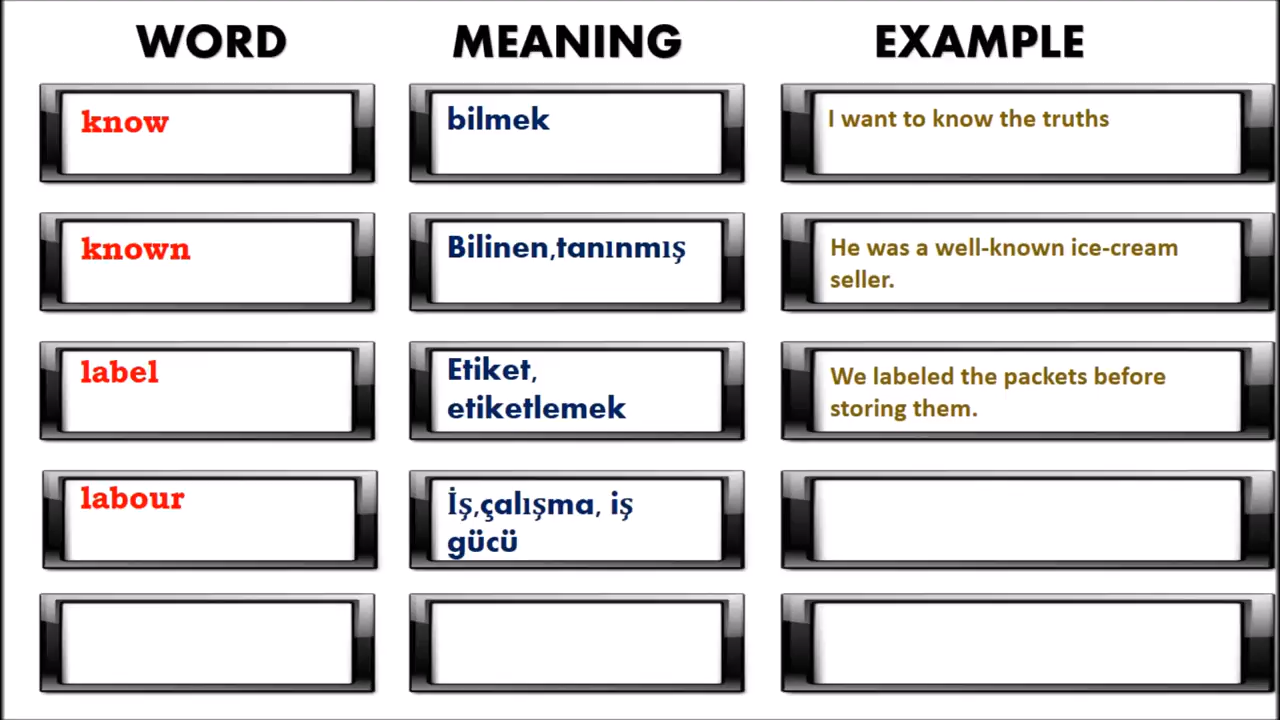 WORD MEANING EXAMPLE
know bilmek I want to know the truths
known Bilinen,tanınmış He was a well-known ice-cream
seller.
label Etiket, We labeled the packets before
etiketlemek storing them.
labour İş,çalışma, iş
gücü